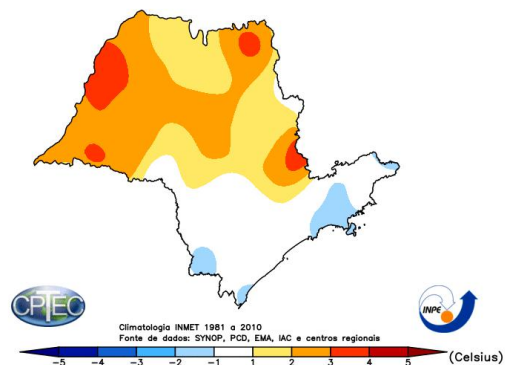 CPTEC
INPE
Climatologia INMET 1981 a 2010
Fonte de dados: SYNOP, PCD, EMA, IAC e centros regionais
-5 -4 -3 -2 -1 1 2 3 4 5 (Celsius)